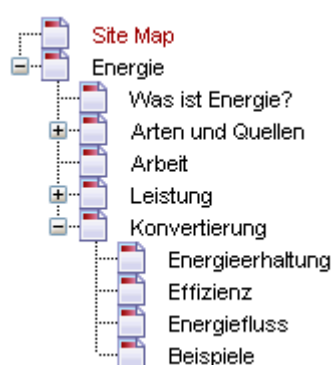 Site Map
Energie
Was ist Energie?
Arten und Quellen
Arbeit
Leistung
Konvertierung
Energieerhaltung
Effizienz
Energiefluss
Beispiele